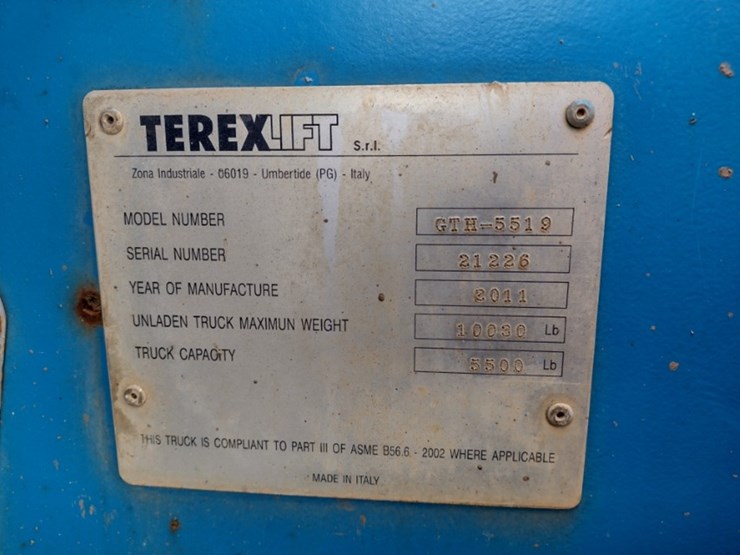 TEREXLIFT S.r.l.
Zona Industriale - 06019 - Umbertide (PG) - Italy
MODEL NUMBER GTH-5519
SERIAL NUMBER 21226
YEAR OF MANUFACTURE 2011
UNLADEN TRUCK MAXIMUN WEIGHT 10080 Lb
TRUCK CAPACITY 5500 Lb
THIS TRUCK IS COMPLIANT TO PART III OF ASME B56.6 - 2002 WHERE APPLICABLE
MADE IN ITALY